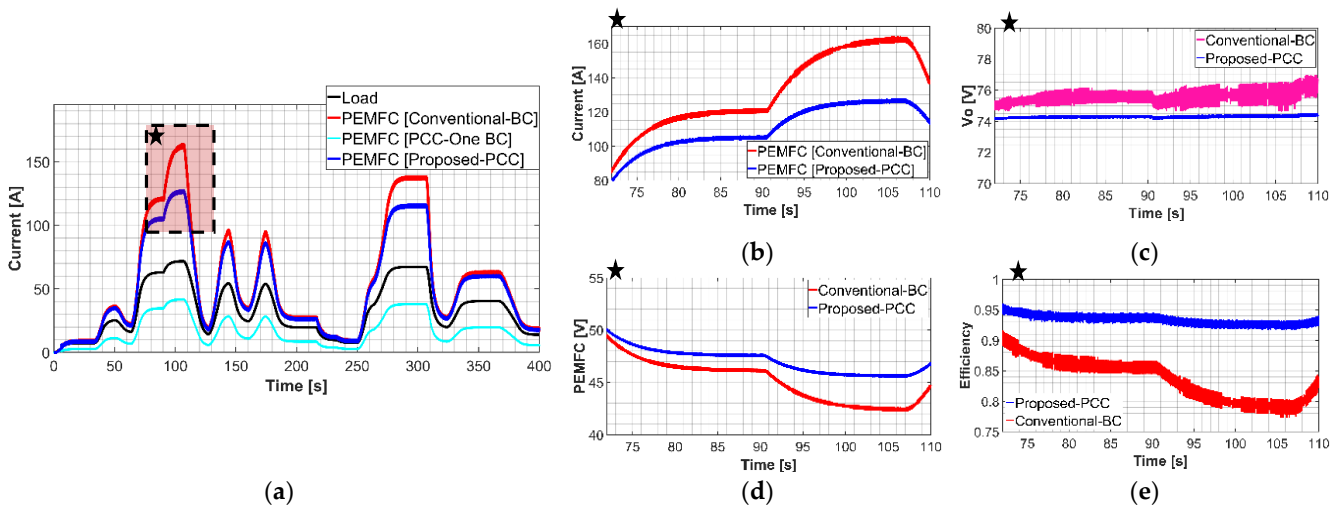 Load
PEMFC [Conventional-BC]
PEMFC [PCC-One BC]
PEMFC [Proposed-PCC]
Current [A]
150
100
50
0
0 50 100 150 200 250 300 350 400
Time [s]
(a)
Current [A]
160
140
120
100
80
PEMFC [Conventional-BC]
PEMFC [Proposed-PCC]
75 80 85 90 95 100 105 110
Time [s]
(b)
Vo [V]
80
78
76
74
72
70
Conventional-BC
Proposed-PCC
75 80 85 90 95 100 105 110
Time [s]
(c)
PEMFC [V]
55
50
45
40
Conventional-BC
Proposed-PCC
75 80 85 90 95 100 105 110
Time [s]
(d)
Efficiency
1
0.95
0.9
0.85
0.8
0.75
Proposed-PCC
Conventional-BC
75 80 85 90 95 100 105 110
Time [s]
(e)